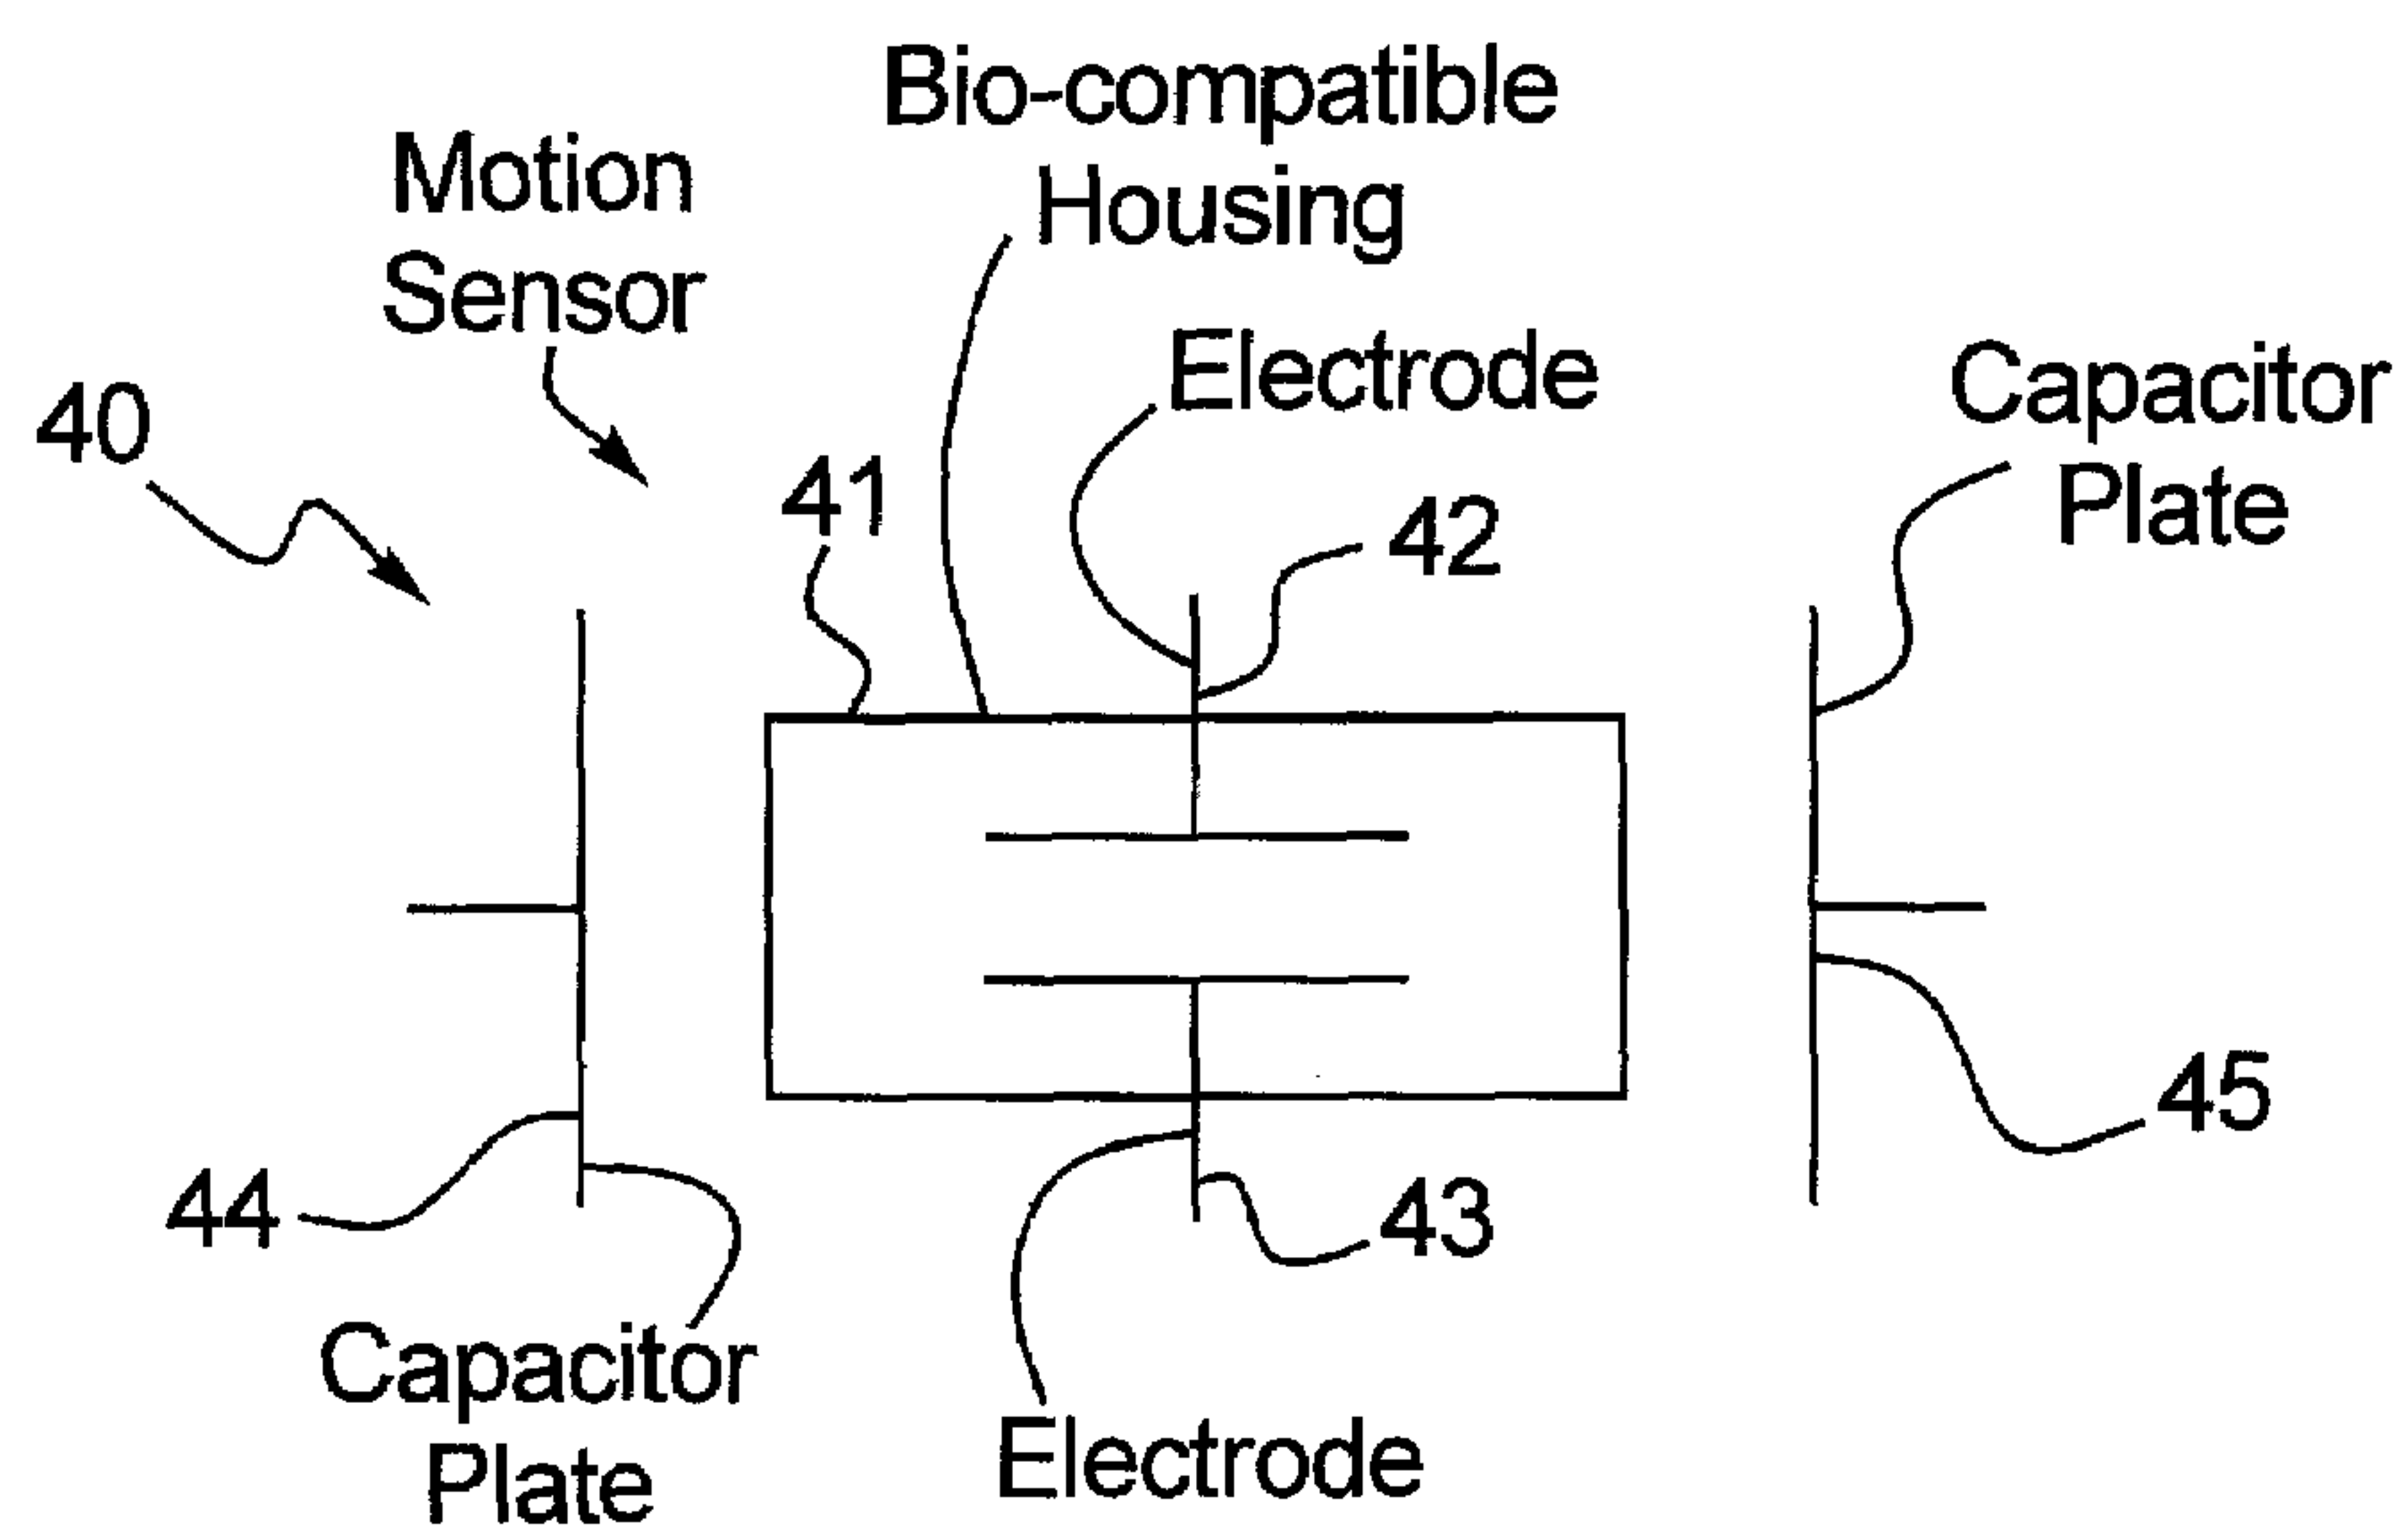 Bio-compatible
Housing
Motion
Sensor
Electrode
Capacitor
Plate
40
41
42
45
44
43
Capacitor
Plate
Electrode